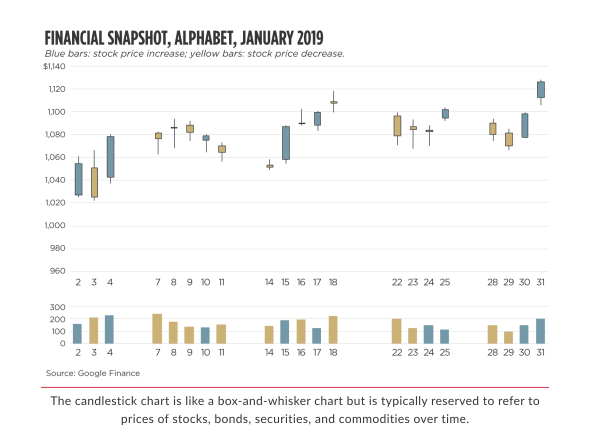 FINANCIAL SNAPSHOT, ALPHABET, JANUARY 2019
Blue bars: stock price increase; yellow bars: stock price decrease.
$1,140
1,120
1,100
1,080
1,060
1,040
1,020
1,000
980
960
2 3 4 7 8 9 10 11 14 15 16 17 18 22 23 24 25 28 29 30 31
300
200
100
0
2 3 4 7 8 9 10 11 14 15 16 17 18 22 23 24 25 28 29 30 31
Source: Google Finance
The candlestick chart is like a box-and-whisker chart but is typically reserved to refer to
prices of stocks, bonds, securities, and commodities over time.